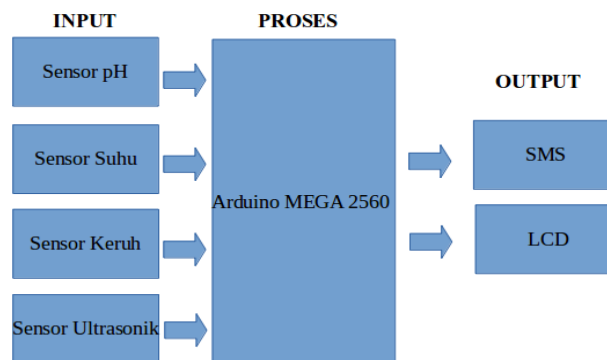 INPUT
PROSES
Sensor pH
OUTPUT
Sensor Suhu
SMS
Arduino MEGA 2560
Sensor Keruh
LCD
Sensor Ultrasonik